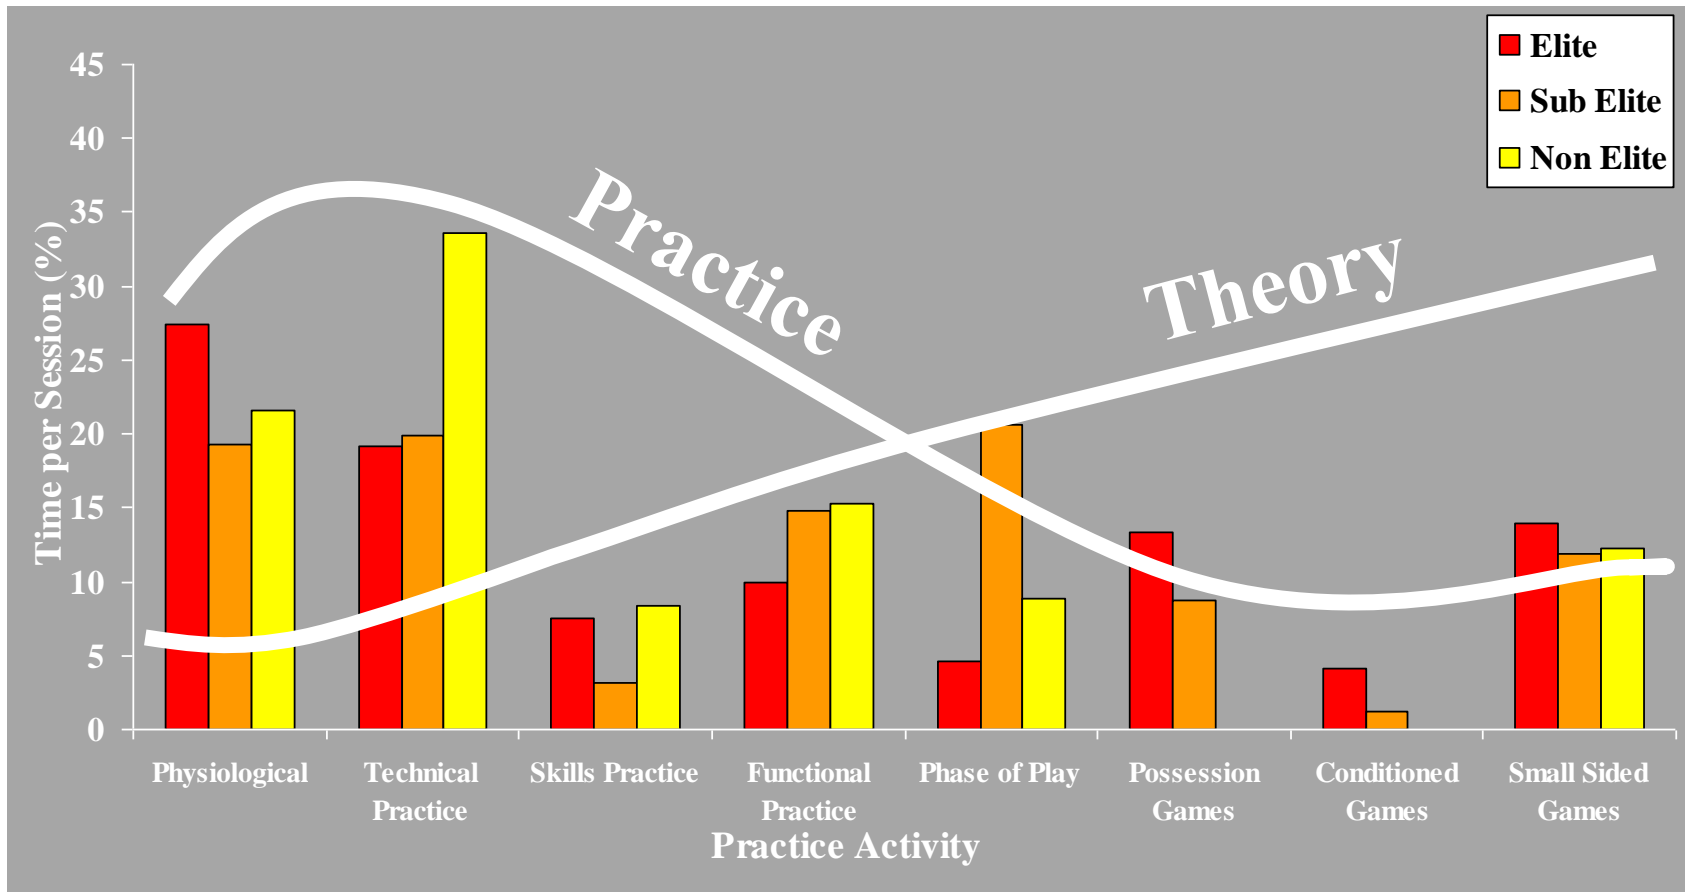 Elite
Sub Elite
Non Elite
Time per Session (%)
45
40
35
30
25
20
15
10
5
0
Practice
Theory
Physiological
Technical
Practice
Skills Practice
Functional
Practice
Phase of Play
Possession
Games
Conditioned
Games
Small Sided
Games
Practice Activity